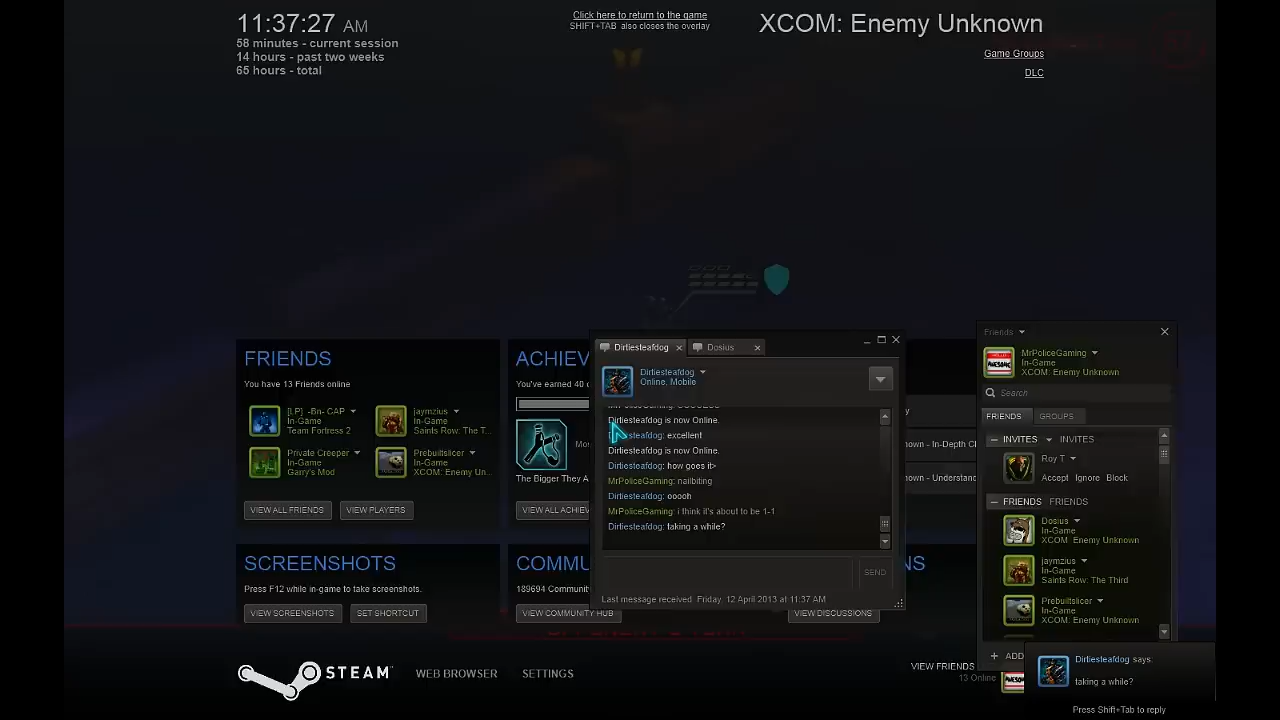 11:37:27 AM
58 minutes - current session
14 hours - past two weeks
65 hours - total
Click here to return to the game
SHIFT+TAB also closes the overlay
XCOM: Enemy Unknown
Game Groups
DLC
FRIENDS
You have 13 Friends online
[LP] -Bn- CAP
In-Game
Team Fortress 2
jaymzius
In-Game
Saints Row: The T...
Private Creeper
In-Game
Garry's Mod
Prebuiltslicer
In-Game
XCOM: Enemy Un...
VIEW ALL FRIENDS
VIEW PLAYERS
ACHIEV
You've earned 40
Mos
The Bigger They A
VIEW ALL ACHIEV
- In-Depth C
nown - Understand
Dirtiesteafdog
Dosius
Dirtiesteafdog
Online, Mobile
Dirtiesteafdog is now Online.
esteafdog: excellent
Dirtiesteafdog is now Online.
Dirtiesteafdog: how goes it>
MrPoliceGaming: nailbiting
Dirtiesteafdog: ooooh
MrPoliceGaming: i think it's about to be 1-1
Dirtiesteafdog: taking a while?
SEND
Last message received: Friday, 12 April 2013 at 11:37 AM
Friends
MrPoliceGaming
In-Game
XCOM: Enemy Unknown
Search
FRIENDS
GROUPS
INVITES
INVITES
Roy T
Accept
Ignore
Block
FRIENDS
FRIENDS
Dosius
In-Game
XCOM: Enemy Unknown
jaymzius
In-Game
Saints Row: The Third
Prebuiltslicer
In-Game
XCOM: Enemy Unknown
+ ADD
SCREENSHOTS
Press F12 while in-game to take screenshots.
VIEW SCREENSHOTS
SET SHORTCUT
COMMU
189694 Communit
VIEW COMMUNITY HUB
NS
VIEW DISCUSSIONS
STEAM
WEB BROWSER
SETTINGS
VIEW FRIENDS
13 Online
Dirtiesteafdog says:
taking a while?
Press Shift+Tab to reply